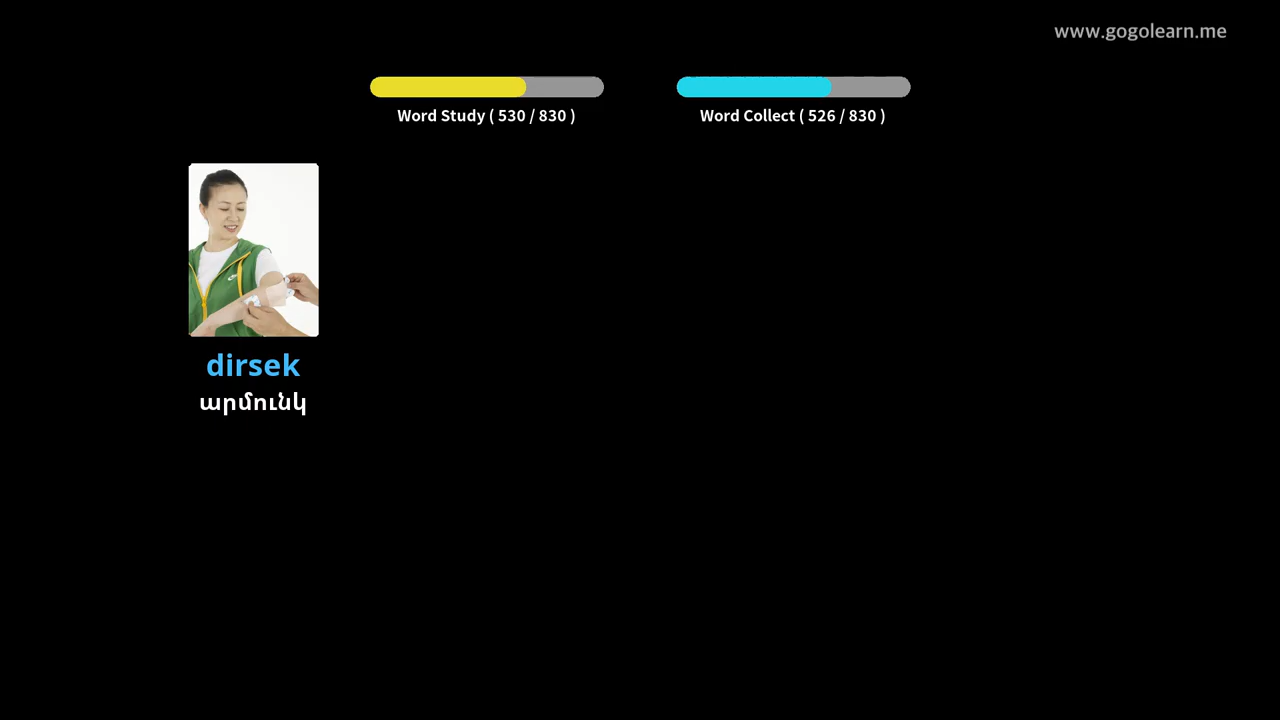 www.gogolearn.me
Word Study ( 530 / 830 )
Word Collect ( 526 / 830 )
dirsek
արմունկ